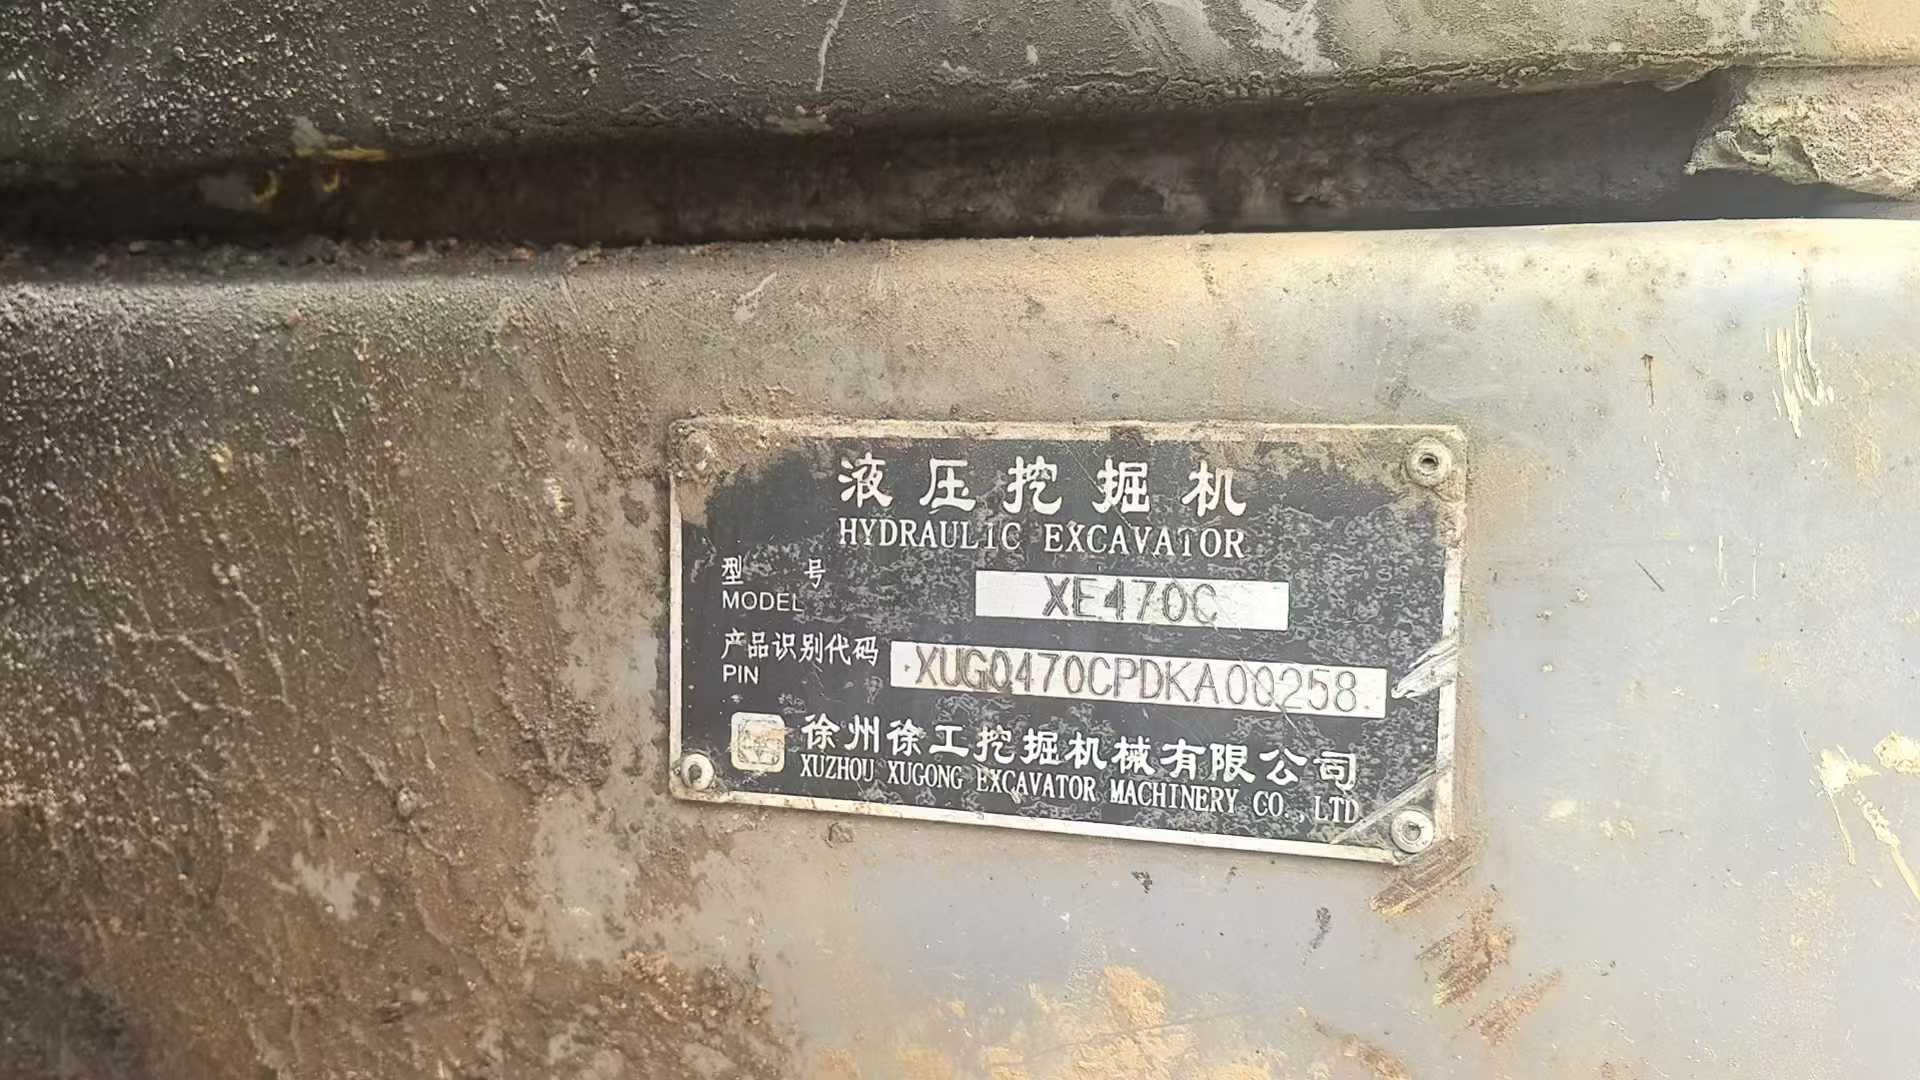 液压挖掘机
HYDRAULIC EXCAVATOR
型号 XE470C
MODEL
产品识别代码 XUG0470CPDKA00258
PIN
徐州徐工挖掘机械有限公司
XUZHOU XUGONG EXCAVATOR MACHINERY CO.,LTD